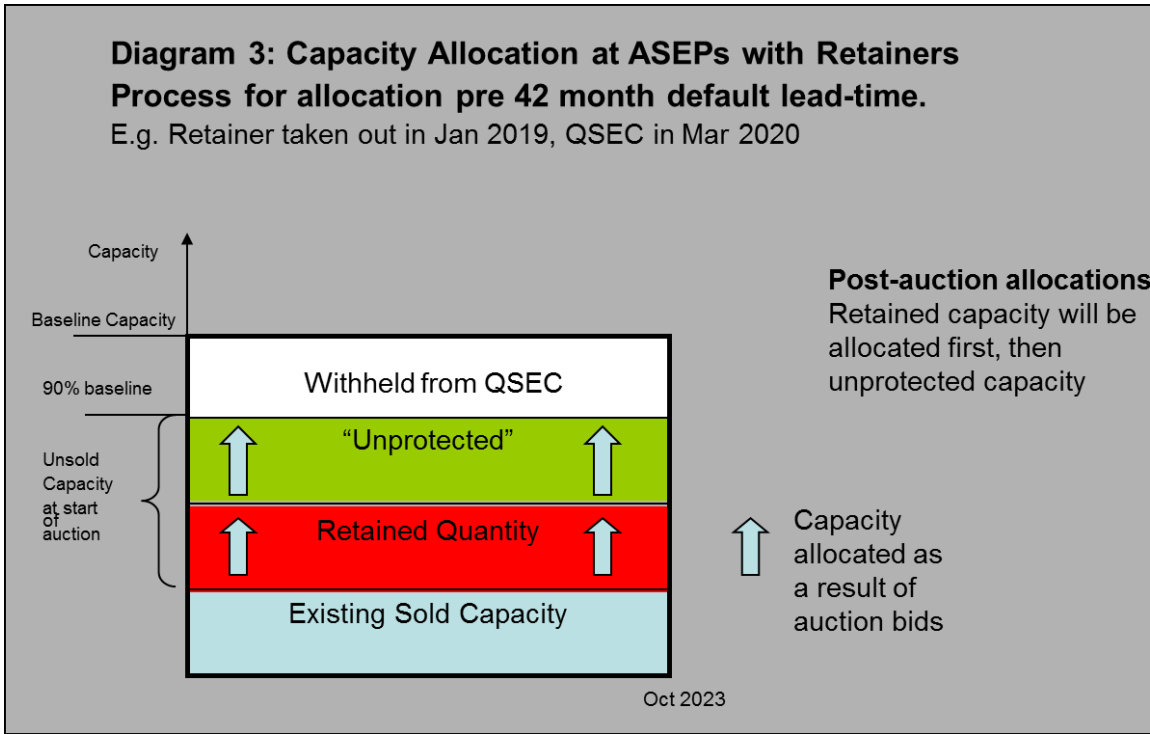 Diagram 3: Capacity Allocation at ASEPs with Retainers
Process for allocation pre 42 month default lead-time.
E.g. Retainer taken out in Jan 2019, QSEC in Mar 2020
Capacity
Baseline Capacity
90% baseline
Unsold
Capacity
at start
of
auction
Withheld from QSEC
“Unprotected”
Retained Quantity
Existing Sold Capacity
Oct 2023
Post-auction allocations
Retained capacity will be
allocated first, then
unprotected capacity
Capacity
allocated as
a result of
auction bids